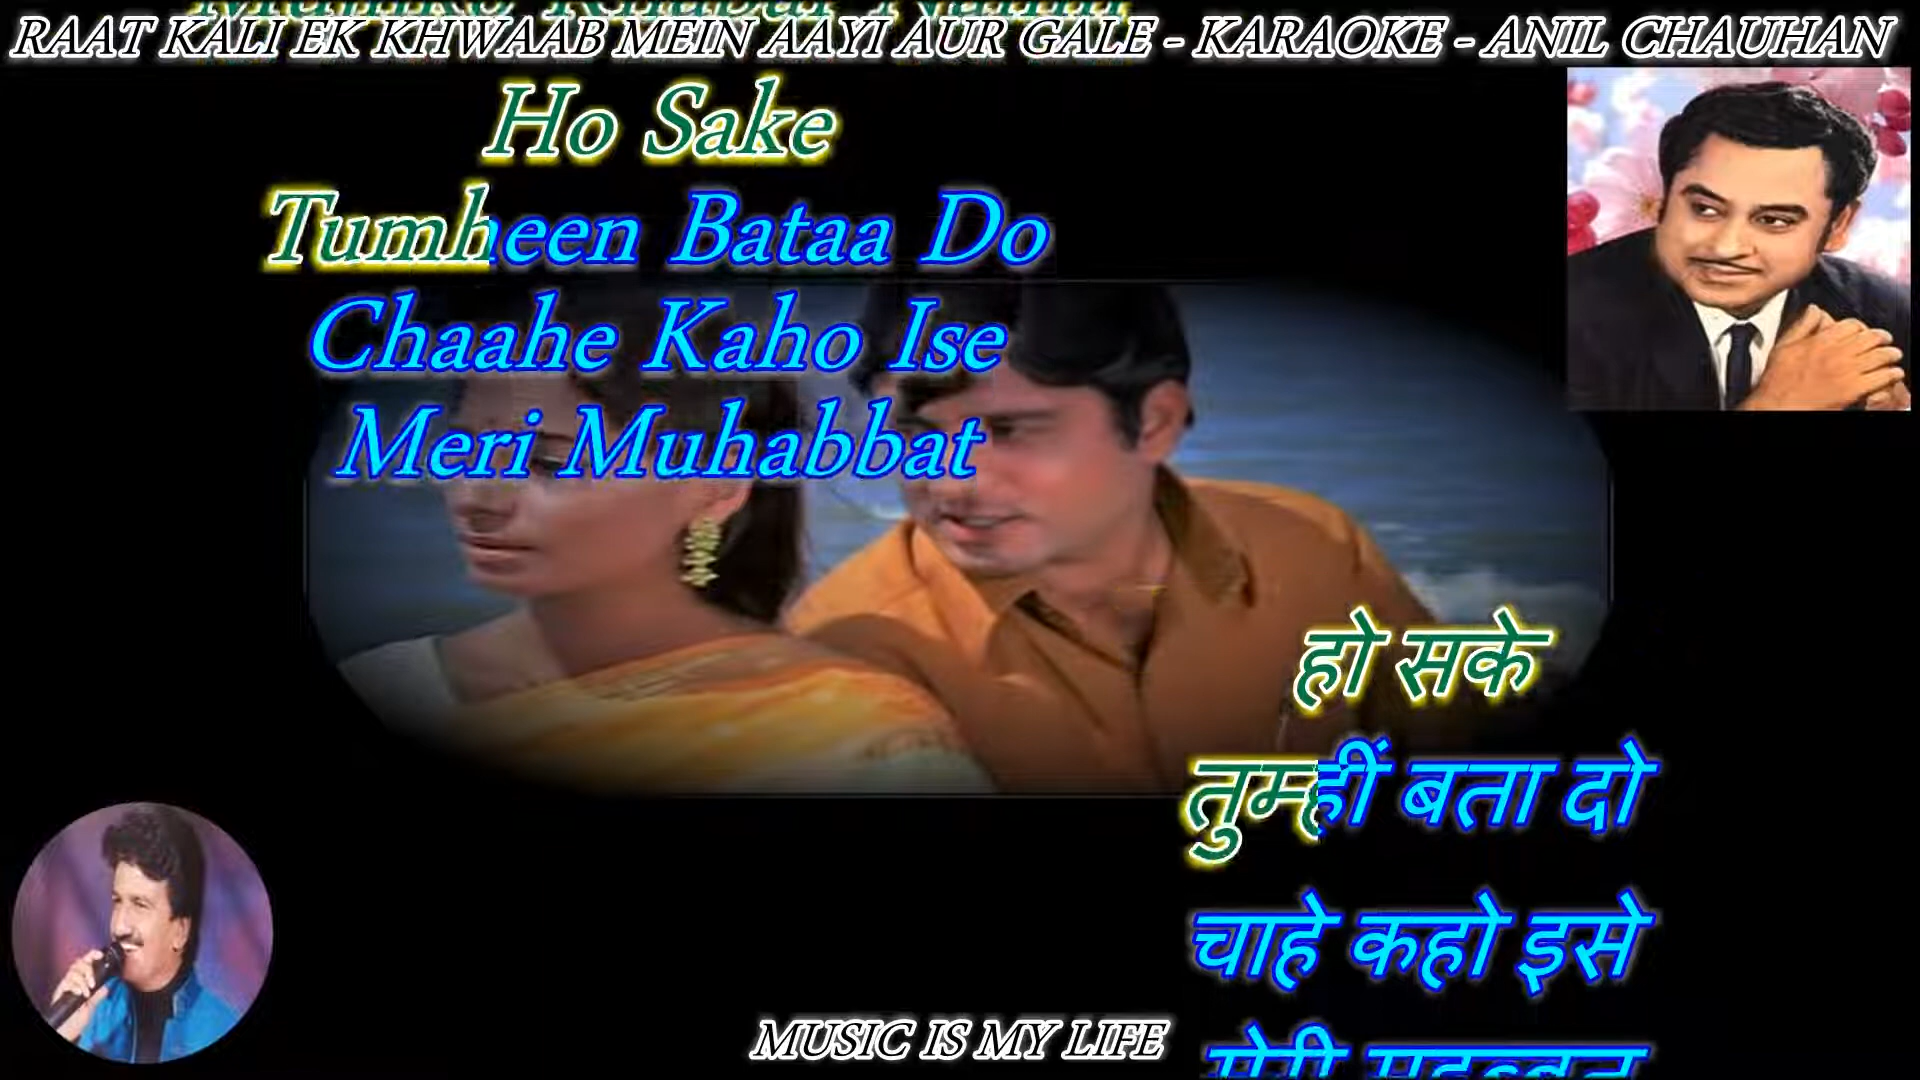 RAAT KALI EK KHWAAB MEIN AAYI AUR GALE - KARAOKE - ANIL CHAUHAN
Ho Sake
Tumheen Bataa Do
Chaahe Kaho Ise
Meri Muhabbat
हो सके
तुम्हीं बता दो
चाहे कहो इसे
MUSIC IS MY LIFE